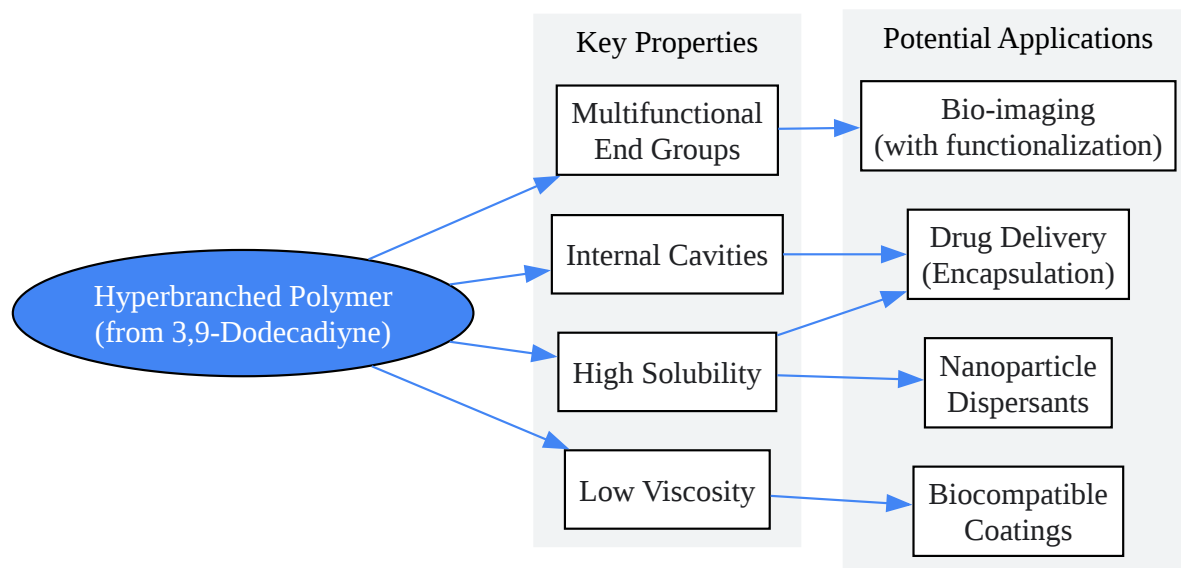 Hyperbranched Polymer
(from 3,9-Dodecadiyne)
Key Properties
Multifunctional
End Groups
Internal Cavities
High Solubility
Low Viscosity
Potential Applications
Bio-imaging
(with functionalization)
Drug Delivery
(Encapsulation)
Nanoparticle
Dispersants
Biocompatible
Coatings